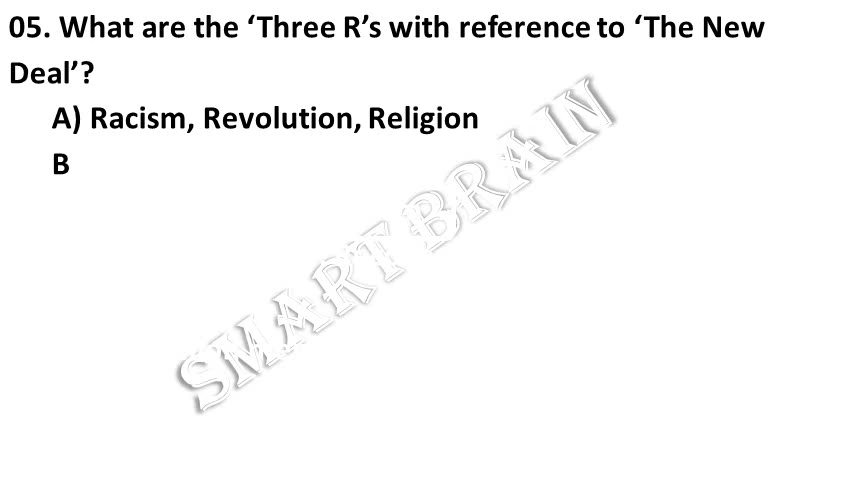 05. What are the ‘Three R’s with reference to ‘The New
Deal’?
A) Racism, Revolution, Religion
B
SMART BRAIN